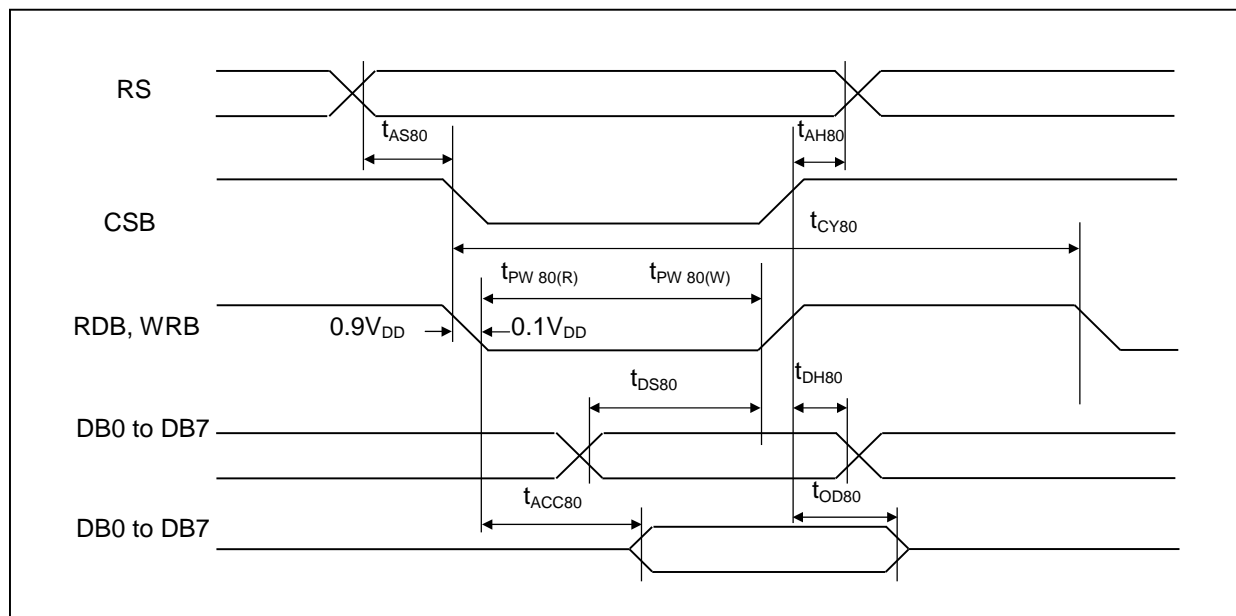 RS
tAS80
tAH80
CSB
tCY80
tPW 80(R)
tPW 80(W)
RDB, WRB
0.9VDD
0.1VDD
tDS80
tDH80
DB0 to DB7
tACC80
tOD80
DB0 to DB7